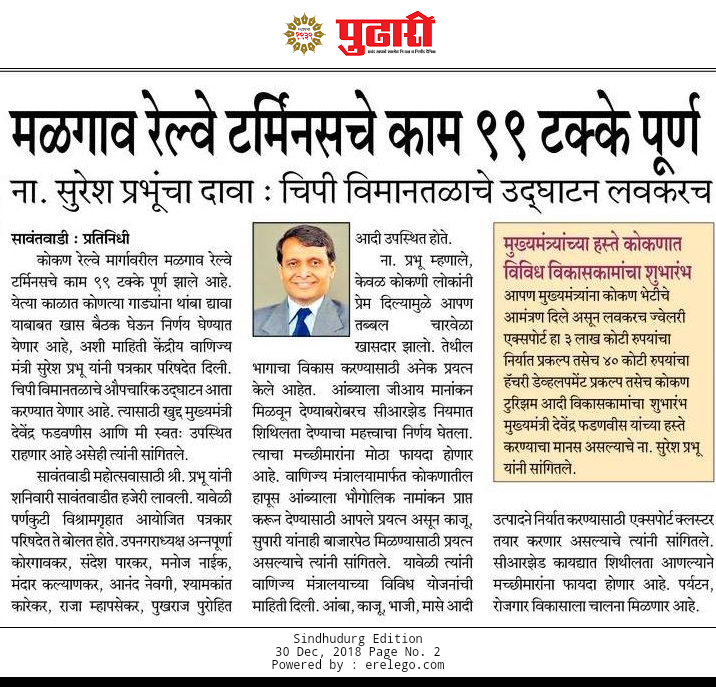 पुढारी
मळगाव रेल्वे टर्मिनसचे काम ९९ टक्के पूर्ण
ना. सुरेश प्रभूंचा दावा : चिपी विमानतळाचे उद्घाटन लवकरच
सावंतवाडी : प्रतिनिधी
कोकण रेल्वे मार्गावरील मळगाव रेल्वे
टर्मिनसचे काम ९९ टक्के पूर्ण झाले आहे.
येत्या काळात कोणत्या गाड्यांना थांबा द्यावा
याबाबत खास बैठक घेऊन निर्णय घेण्यात
येणार आहे, अशी माहिती केंद्रीय वाणिज्य
मंत्री सुरेश प्रभू यांनी पत्रकार परिषदेत दिली.
चिपी विमानतळाचे औपचारिक उद्घाटन आता
करण्यात येणार आहे. त्यासाठी खुद्द मुख्यमंत्री
देवेंद्र फडवणीस आणि मी स्वतः उपस्थित
राहणार आहे असेही त्यांनी सांगितले.
सावंतवाडी महोत्सवासाठी श्री. प्रभू यांनी
शनिवारी सावंतवाडीत हजेरी लावली. यावेळी
पर्णकुटी विश्रामगृहात आयोजित पत्रकार
परिषदेत ते बोलत होते. उपनगराध्यक्ष अन्नपूर्णा
कोरगावकर, संदेश पारकर, मनोज नाईक,
मंदार कल्याणकर, आनंद नेवगी, श्यामकांत
कारेकर, राजा म्हापसेकर, पुखराज पुरोहित
आदी उपस्थित होते.
ना. प्रभू म्हणाले,
केवळ कोकणी लोकांनी
प्रेम दिल्यामुळे आपण
तब्बल चारवेळा
खासदार झालो. तेथील
भागाचा विकास करण्यासाठी अनेक प्रयत्न
केले आहेत. आंब्याला जीआय मानांकन
मिळवून देण्याबरोबरच सीआरझेड नियमात
शिथिलता देण्याचा महत्त्वाचा निर्णय घेतला.
त्याचा मच्छीमारांना मोठा फायदा होणार
आहे. वाणिज्य मंत्रालयामार्फत कोकणातील
हापूस आंब्याला भौगोलिक नामांकन प्राप्त
करून देण्यासाठी आपले प्रयत्न असून काजू,
सुपारी यांनाही बाजारपेठ मिळण्यासाठी प्रयत्न
असल्याचे त्यांनी सांगितले. यावेळी त्यांनी
वाणिज्य मंत्रालयाच्या विविध योजनांची
माहिती दिली. आंबा, काजू, भाजी, मासे आदी
मुख्यमंत्र्यांच्या हस्ते कोकणात
विविध विकासकामांचा शुभारंभ
आपण मुख्यमंत्र्यांना कोकण भेटीचे
आमंत्रण दिले असून लवकरच ज्वेलरी
एक्सपोर्ट हा ३ लाख कोटी रुपयांचा
निर्यात प्रकल्प तसेच ४० कोटी रुपयांचा
हॅचरी डेव्हलपमेंट प्रकल्प तसेच कोकण
टुरिझम आदी विकासकामांचा शुभारंभ
मुख्यमंत्री देवेंद्र फडणवीस यांच्या हस्ते
करण्याचा मानस असल्याचे ना. सुरेश प्रभू
यांनी सांगितले.
उत्पादने निर्यात करण्यासाठी एक्सपोर्ट क्लस्टर
तयार करणार असल्याचे त्यांनी सांगितले.
सीआरझेड कायद्यात शिथीलता आणल्याने
मच्छीमारांना फायदा होणार आहे. पर्यटन,
रोजगार विकासाला चालना मिळणार आहे.
Sindhudurg Edition
30 Dec, 2018 Page No. 2
Powered by : erelego.com